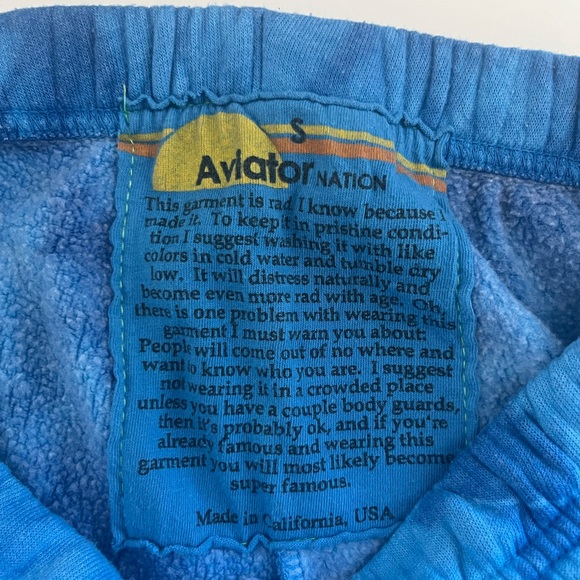 S
Aviator NATION
This garment is rad I know because I
made it. To keep it in pristine condi-
tion I suggest washing it with like
colors in cold water and tumble dry
low. It will distress naturally and
become even more rad with age. Oh,
there is one problem with wearing this
garment I must warn you about:
People will come out of no where and
want to know who you are. I suggest
not wearing it in a crowded place
unless you have a couple body guards,
then it's probably ok, and if you're
already famous and wearing this
garment you will most likely become
super famous.
Made in California, USA